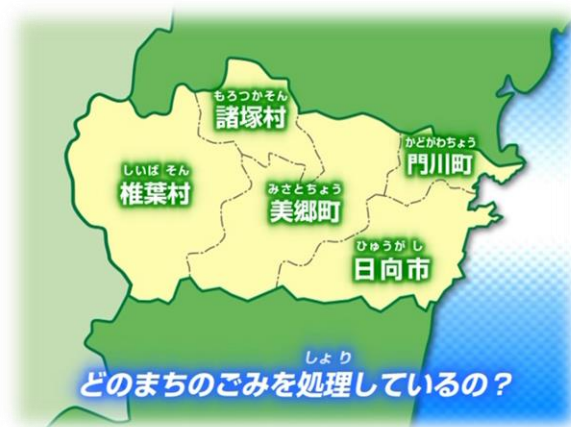 もろつかそん
諸塚村
かどがわちょう
門川町
しいば そん
椎葉村
みさとちょう
美郷町
ひゅうが し
日向市
しょ り
どのまちのごみを処理しているの？